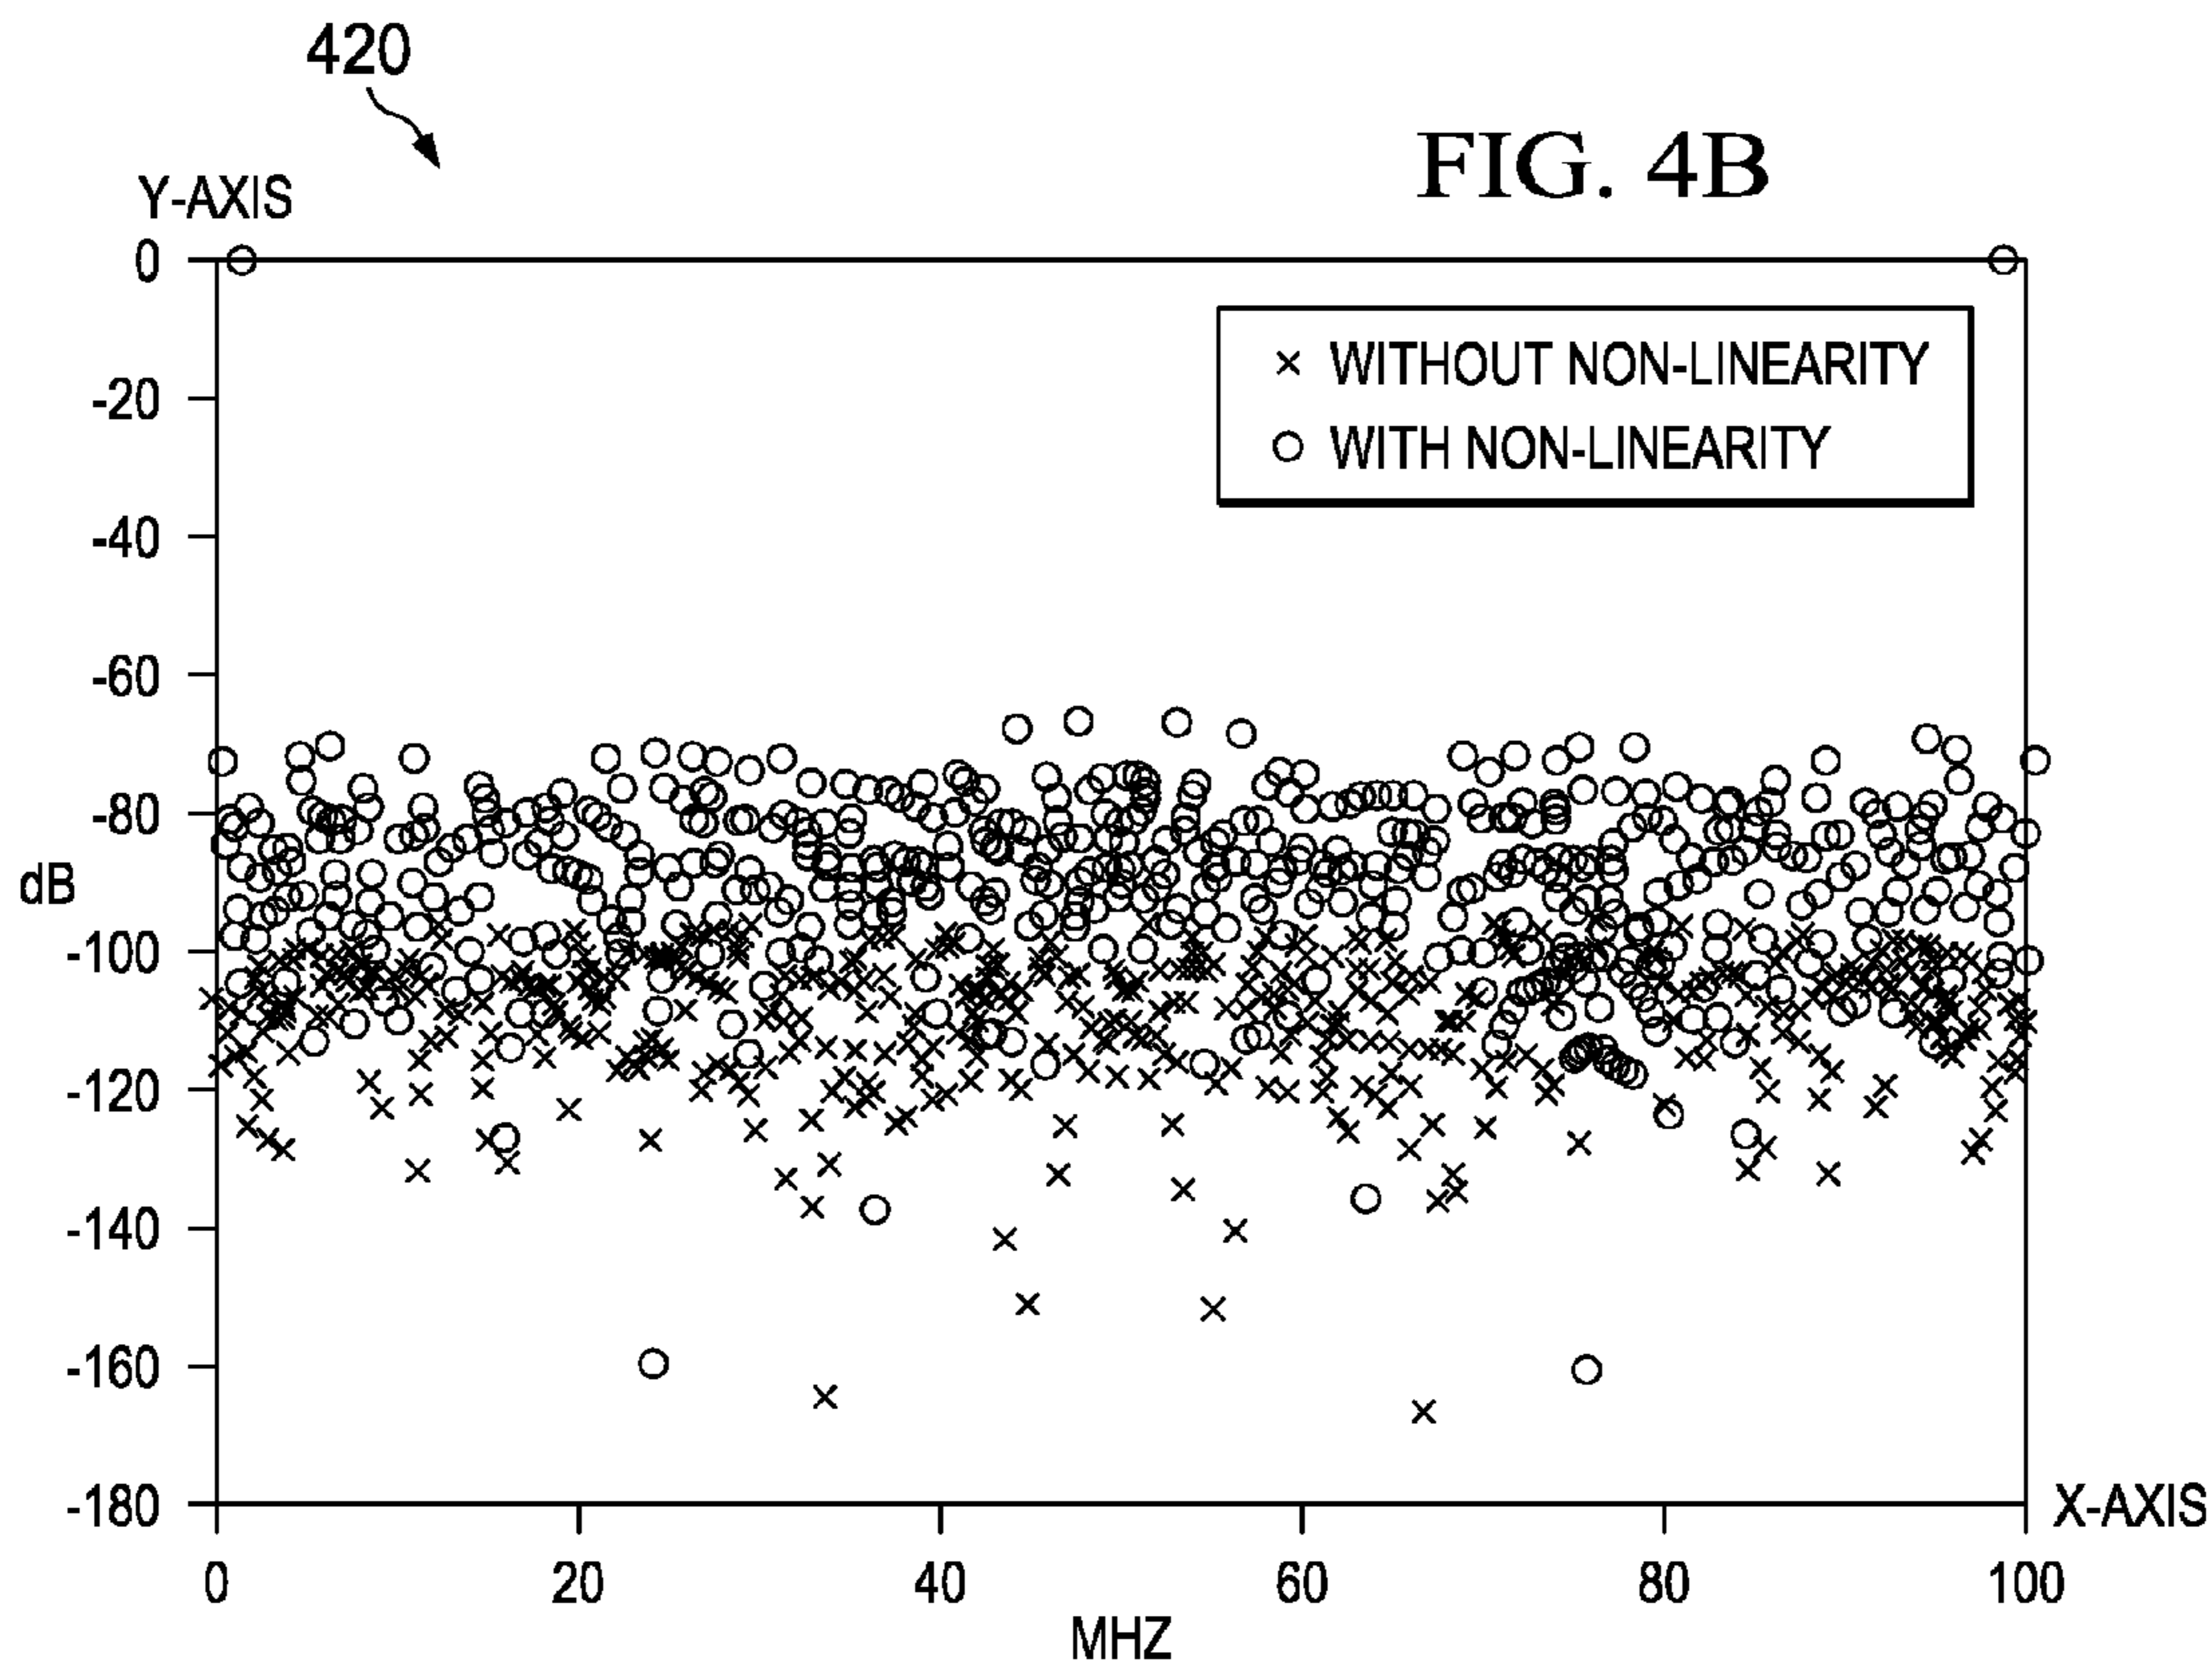 420
FIG. 4B
Y-AXIS
0
-20
-40
-60
-80
dB
-100
-120
-140
-160
-180
× WITHOUT NON-LINEARITY
○ WITH NON-LINEARITY
X-AXIS
0 20 40 60 80 100
MHZ